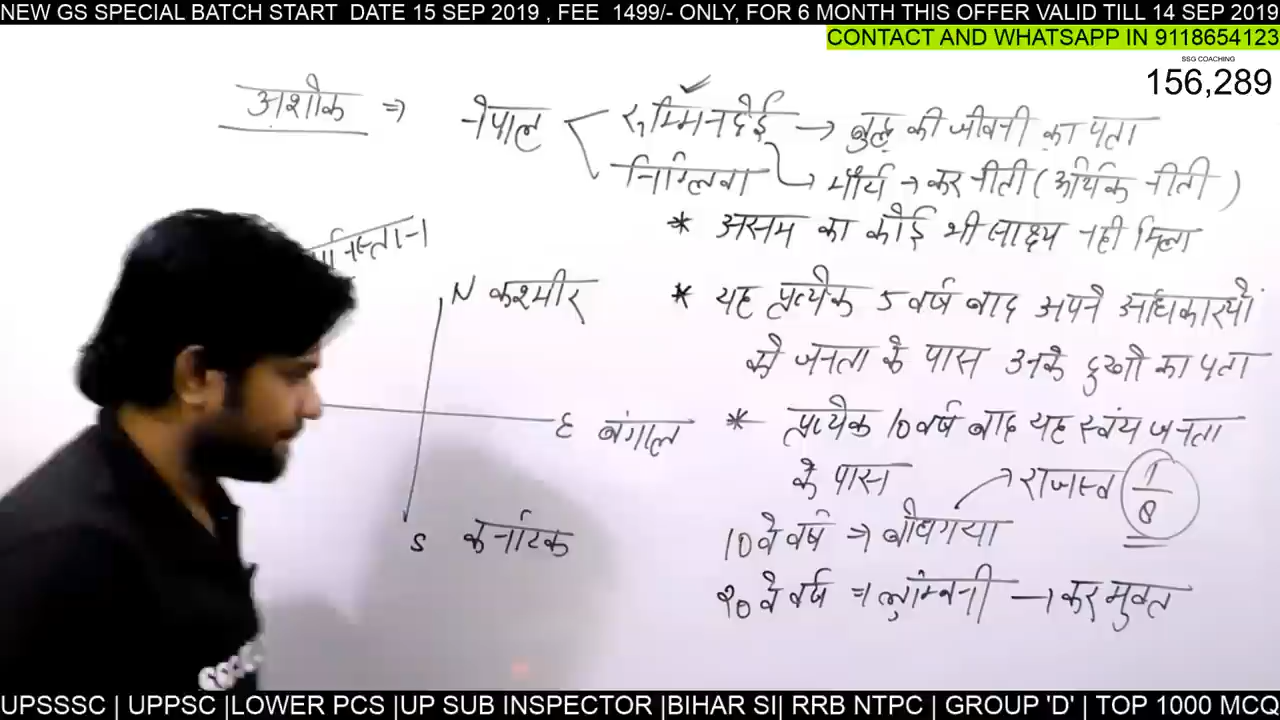 NEW GS SPECIAL BATCH START DATE 15 SEP 2019 , FEE 1499/- ONLY, FOR 6 MONTH THIS OFFER VALID TILL 14 SEP 2019
CONTACT AND WHATSAPP IN 9118654123
SSG COACHING
156,289
अशोक ⇒ नेपाल रुम्मिनदेई → बुद्ध की जीवनी का पता
निग्लिवा → मौर्य → कर नीती ( आर्थिक नीती )
* असम का कोई भी साक्ष्य नही मिला
N कश्मीर
* यह प्रत्येक 5 वर्ष बाद अपने अधिकारयों
को जनता के पास उनके दुखो का पता
E बंगाल
* प्रत्येक 10 वर्ष बाद यह स्वंय जनता
के पास → राजस्व 1/8
S कर्नाटक
10 वे वर्ष ⇒ बोधगया
20 वे वर्ष ⇒ लुम्बिनी → कर मुक्त
UPSSSC | UPPSC |LOWER PCS |UP SUB INSPECTOR |BIHAR SI| RRB NTPC | GROUP 'D' | TOP 1000 MCQ